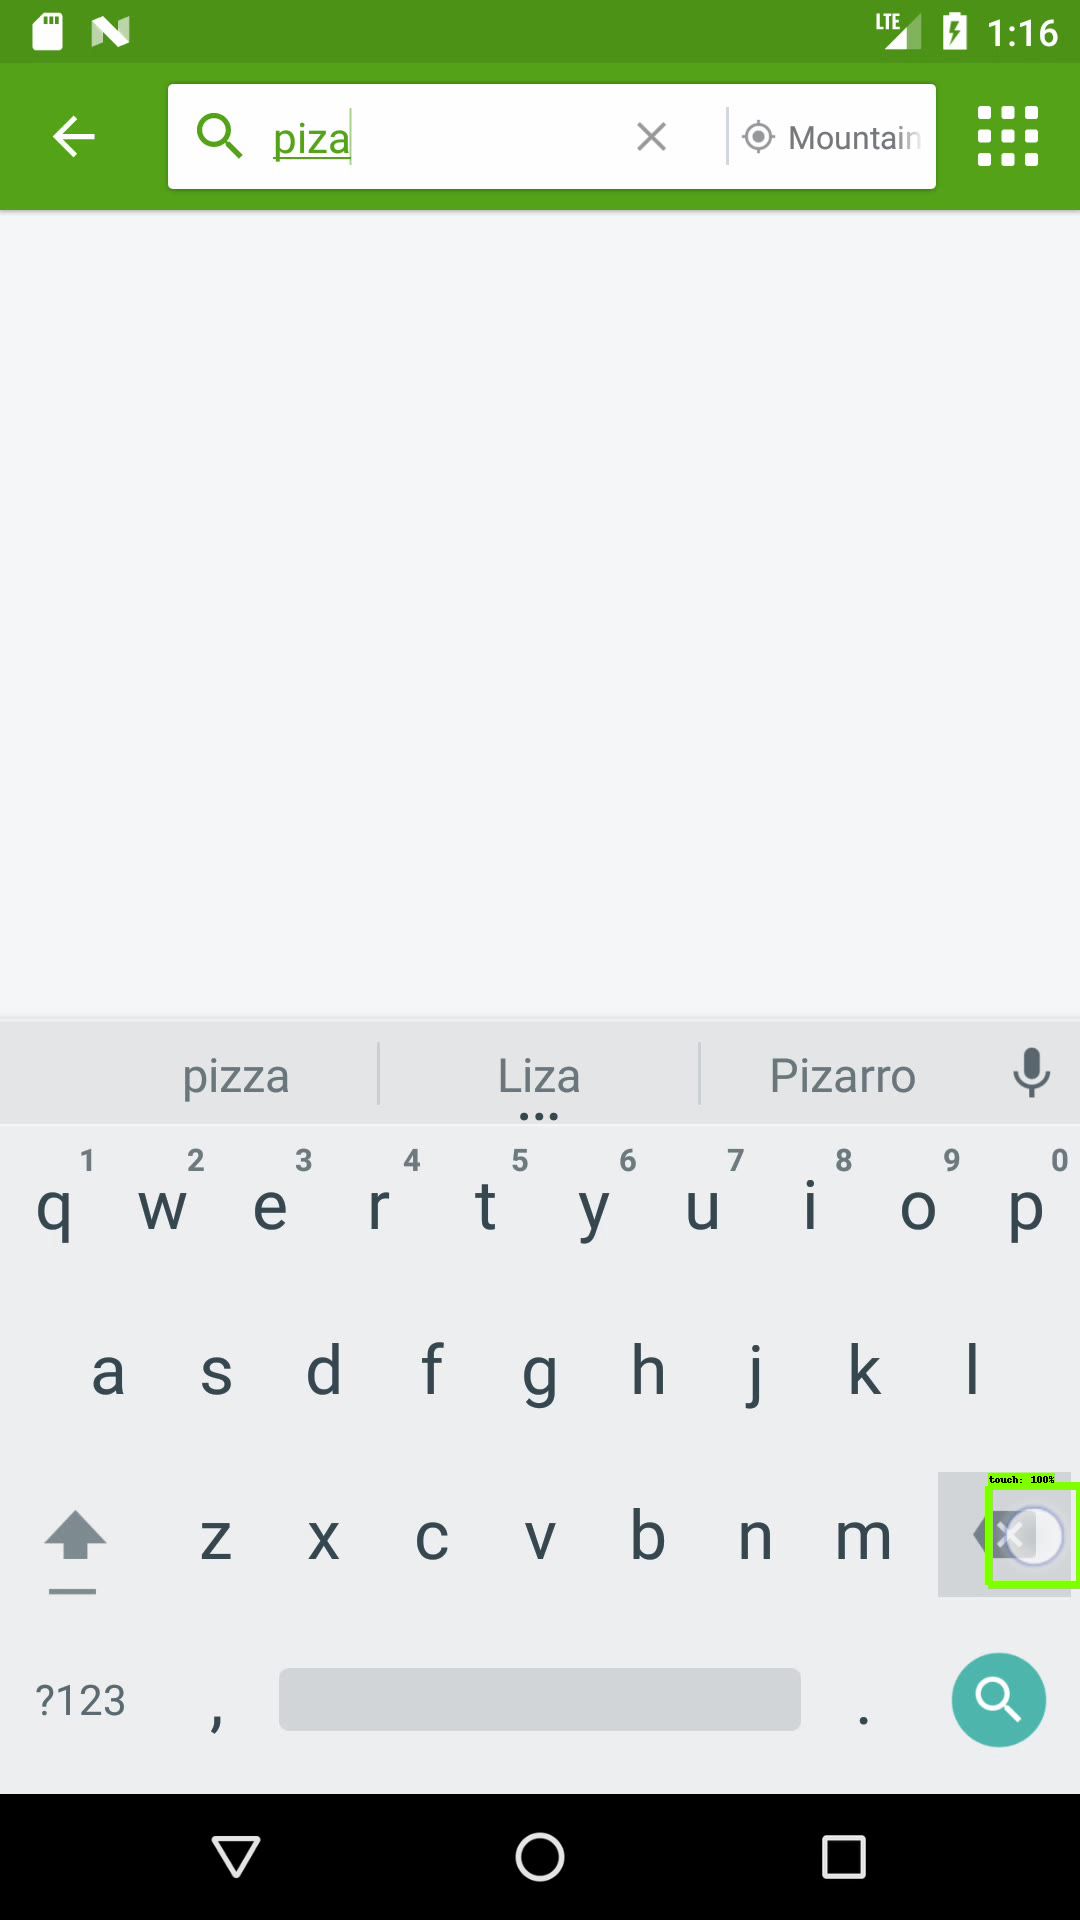 LTE 1:16
piza Mountain
pizza Liza Pizarro
1 2 3 4 5 6 7 8 9 0
q w e r t y u i o p
a s d f g h j k l
touch: 100%
z x c v b n m
?123 , .